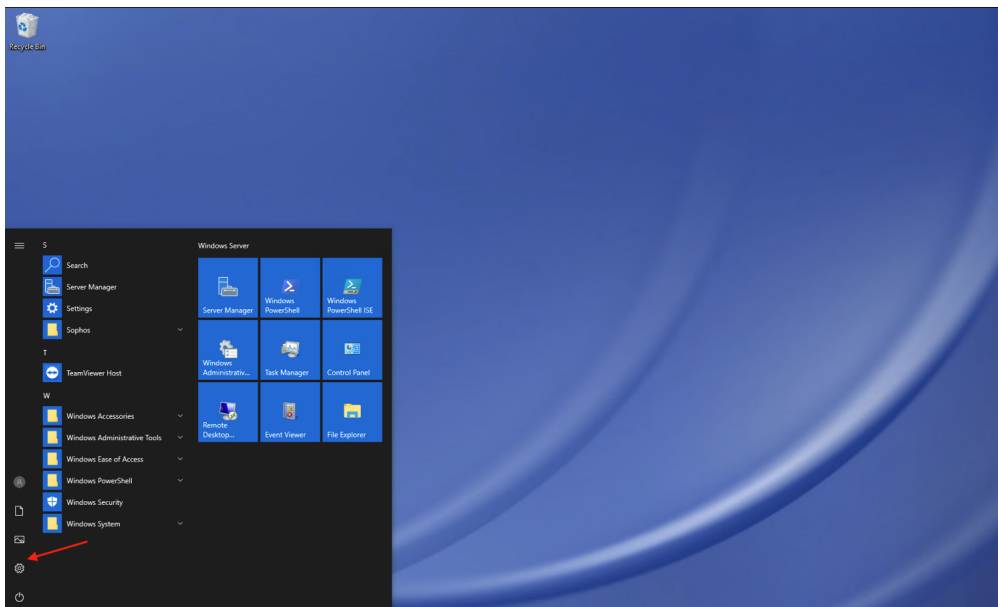 Recycle Bin
S
Search
Server Manager
Settings
Sophos
T
TeamViewer Host
W
Windows Accessories
Windows Administrative Tools
Windows Ease of Access
Windows PowerShell
Windows Security
Windows System
Windows Server
Server Manager
Windows
PowerShell
Windows
PowerShell ISE
Windows
Administrativ...
Task Manager
Control Panel
Remote
Desktop...
Event Viewer
File Explorer